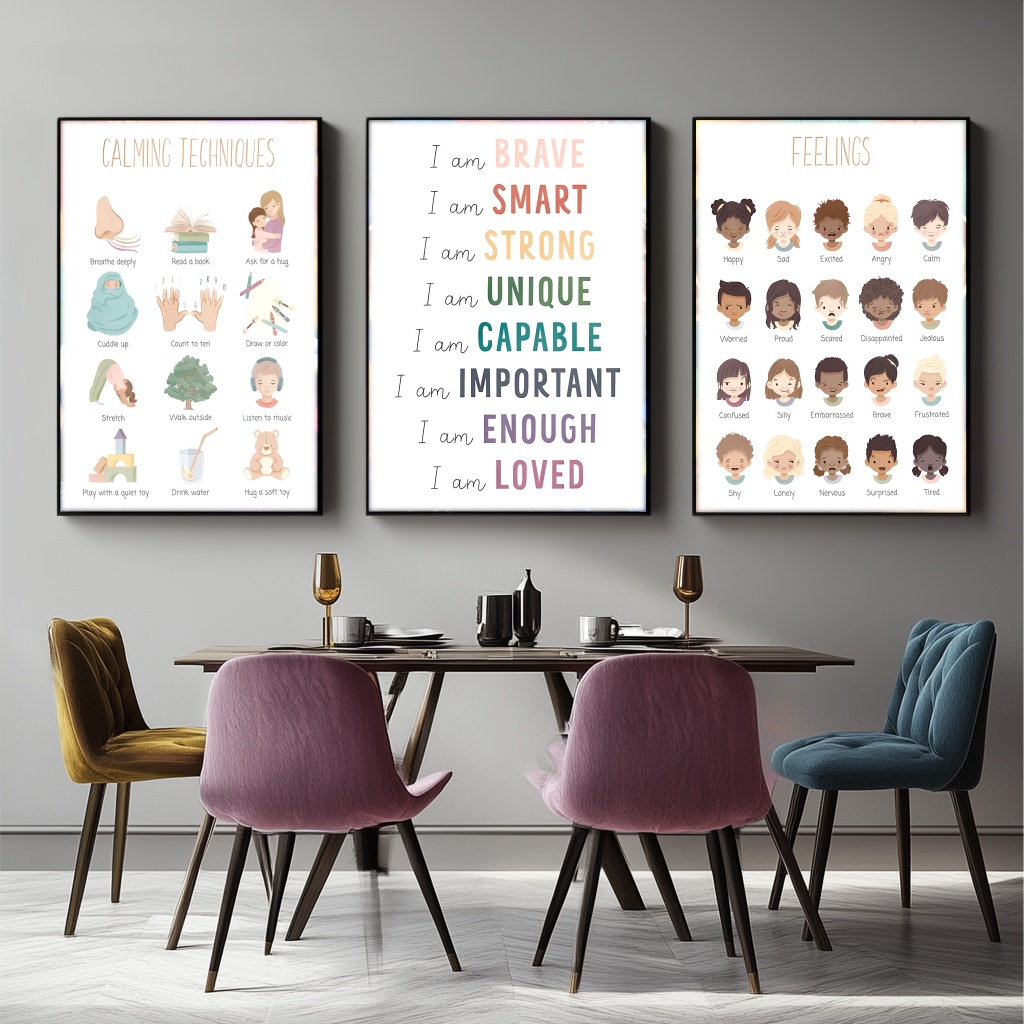 CALMING TECHNIQUES
Breathe deeply
Read a book
Ask for a hug
Cuddle up
Count to ten
Draw or color
Stretch
Walk outside
Listen to music
Play with a quiet toy
Drink water
Hug a soft toy
I am BRAVE
I am SMART
I am STRONG
I am UNIQUE
I am CAPABLE
I am IMPORTANT
I am ENOUGH
I am LOVED
FEELINGS
Happy
Sad
Excited
Angry
Calm
Worried
Proud
Scared
Disappointed
Jealous
Confused
Silly
Embarrassed
Brave
Frustrated
Shy
Lonely
Nervous
Surprised
Tired